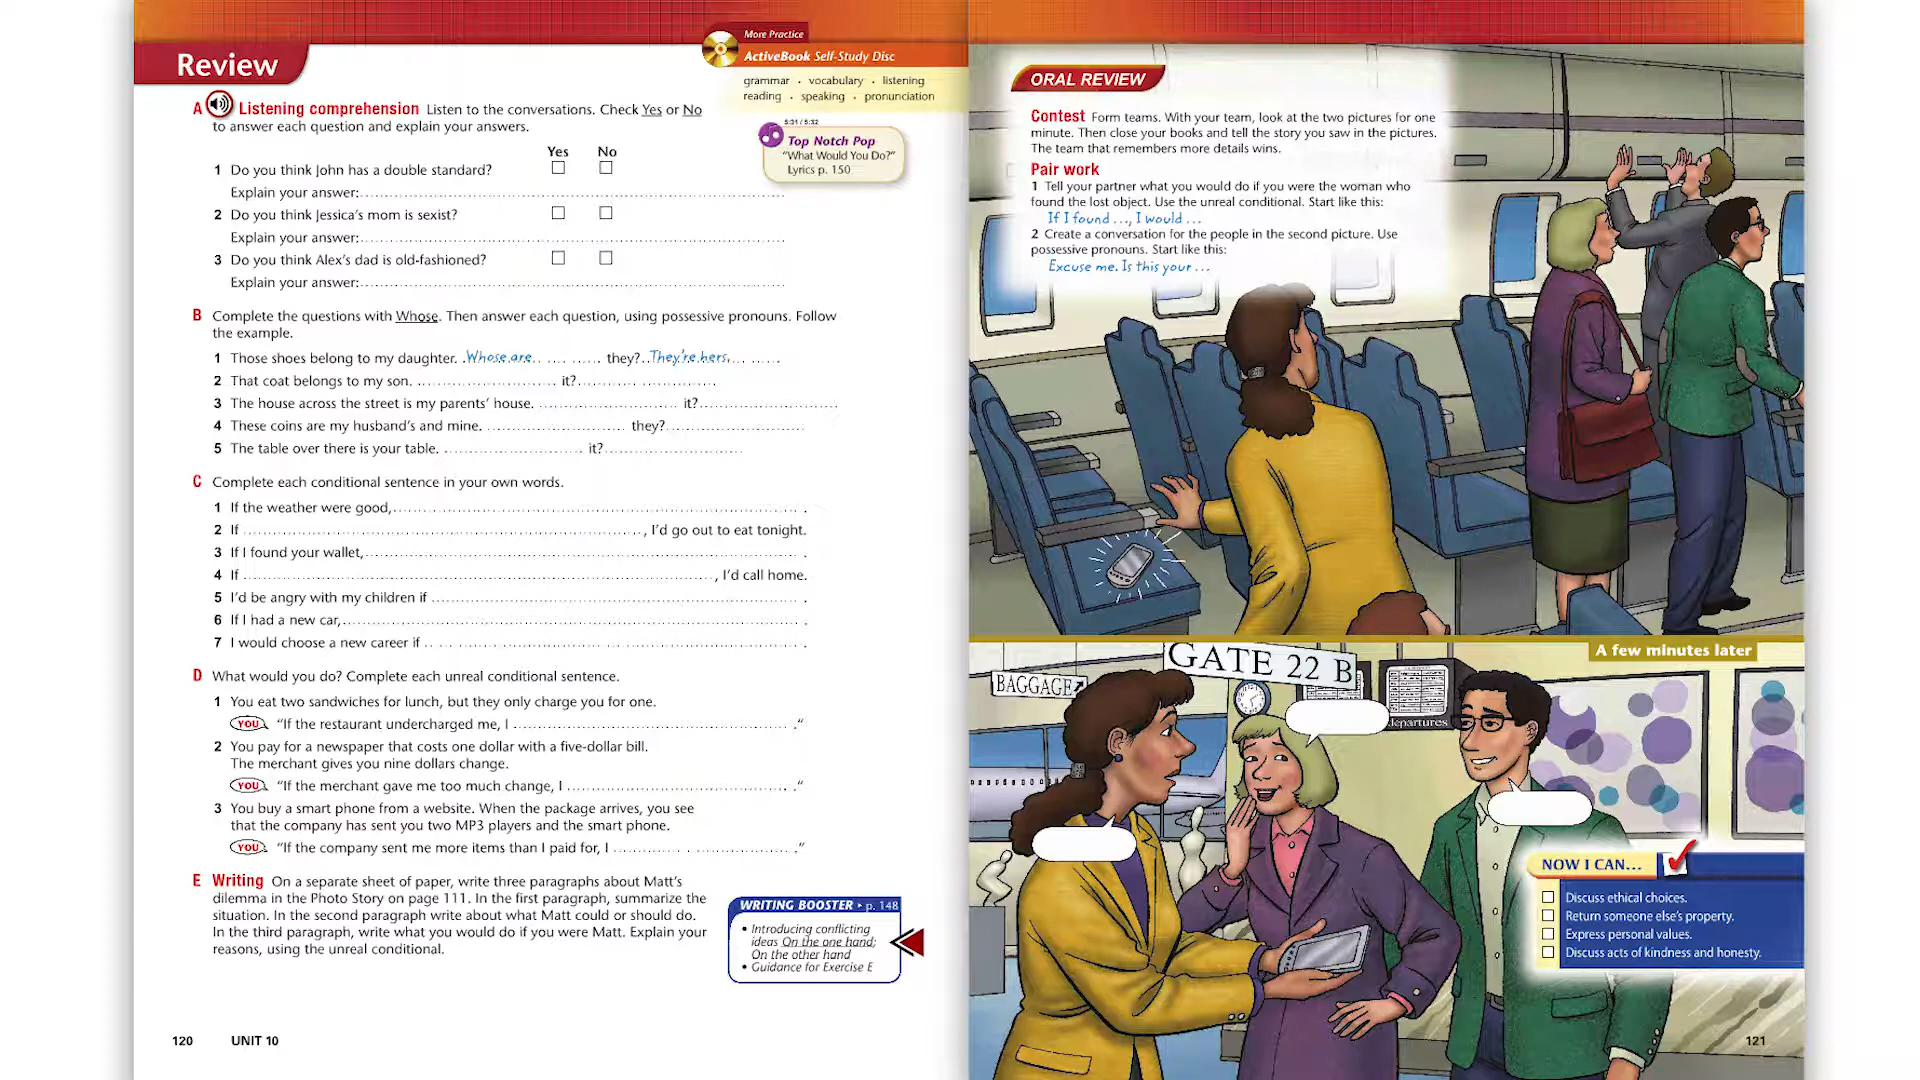 Review
More Practice
ActiveBook Self-Study Disc
grammar · vocabulary · listening
reading · speaking · pronunciation
A Listening comprehension Listen to the conversations. Check Yes or No
to answer each question and explain your answers.
5:31 / 5:32
Top Notch Pop
“What Would You Do?”
Lyrics p. 150
Yes No
1 Do you think John has a double standard?
Explain your answer:
2 Do you think Jessica’s mom is sexist?
Explain your answer:
3 Do you think Alex’s dad is old-fashioned?
Explain your answer:
B Complete the questions with Whose. Then answer each question, using possessive pronouns. Follow
the example.
1 Those shoes belong to my daughter. Whose are they? They’re hers.
2 That coat belongs to my son. it?
3 The house across the street is my parents’ house. it?
4 These coins are my husband’s and mine. they?
5 The table over there is your table. it?
C Complete each conditional sentence in your own words.
1 If the weather were good, .
2 If , I’d go out to eat tonight.
3 If I found your wallet, .
4 If , I’d call home.
5 I’d be angry with my children if .
6 If I had a new car, .
7 I would choose a new career if .
D What would you do? Complete each unreal conditional sentence.
1 You eat two sandwiches for lunch, but they only charge you for one.
YOU “If the restaurant undercharged me, I .“
2 You pay for a newspaper that costs one dollar with a five-dollar bill.
The merchant gives you nine dollars change.
YOU “If the merchant gave me too much change, I .“
3 You buy a smart phone from a website. When the package arrives, you see
that the company has sent you two MP3 players and the smart phone.
YOU “If the company sent me more items than I paid for, I .”
E Writing On a separate sheet of paper, write three paragraphs about Matt’s
dilemma in the Photo Story on page 111. In the first paragraph, summarize the
situation. In the second paragraph write about what Matt could or should do.
In the third paragraph, write what you would do if you were Matt. Explain your
reasons, using the unreal conditional.
WRITING BOOSTER ▸ p. 148
• Introducing conflicting
ideas On the one hand;
On the other hand
• Guidance for Exercise E
120 UNIT 10
ORAL REVIEW
Contest Form teams. With your team, look at the two pictures for one
minute. Then close your books and tell the story you saw in the pictures.
The team that remembers more details wins.
Pair work
1 Tell your partner what you would do if you were the woman who
found the lost object. Use the unreal conditional. Start like this:
If I found ..., I would ...
2 Create a conversation for the people in the second picture. Use
possessive pronouns. Start like this:
Excuse me. Is this your ...
A few minutes later
GATE 22 B
BAGGAGE
departures
NOW I CAN...
Discuss ethical choices.
Return someone else’s property.
Express personal values.
Discuss acts of kindness and honesty.
121